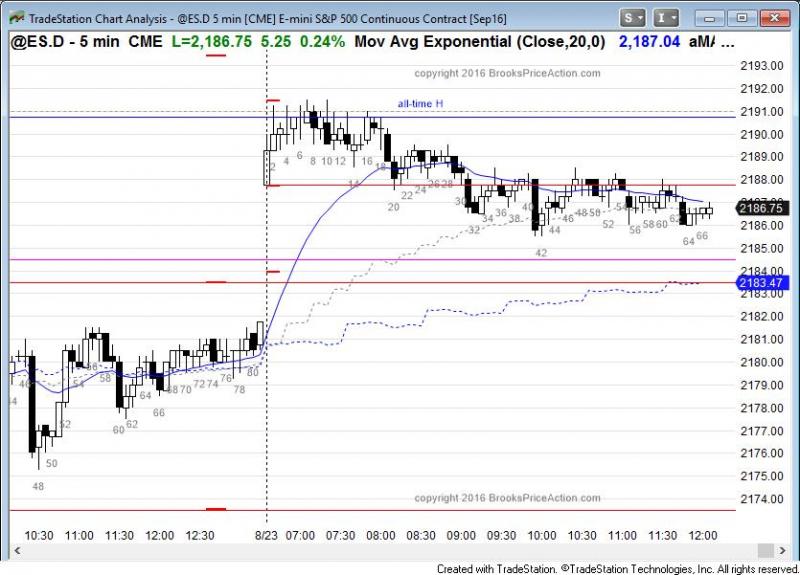 TradeStation Chart Analysis - @ES.D 5 min [CME] E-mini S&P 500 Continuous Contract [Sep16]
S I
@ES.D - 5 min CME L=2,186.75 5.25 0.24% Mov Avg Exponential (Close,20,0) 2,187.04 aMA ...
copyright 2016 BrooksPriceAction.com
all-time H
2193.00
2192.00
2191.00
2190.00
2189.00
2188.00
2187.00
2186.75
2186.00
2185.00
2184.00
2183.47
2183.00
2182.00
2181.00
2180.00
2179.00
2178.00
2177.00
2176.00
2175.00
2174.00
2 4 6 8 10 12 14 16 18 20 22 24 26 28 32 34 36 38 40 42 44 46 48 50 52 54 56 58 60 62 64 66
48 50 52 54 58 60 62 64 66 68 70 72 74 76 78 80
copyright 2016 BrooksPriceAction.com
10:30 11:00 11:30 12:00 12:30 8/23 07:00 07:30 08:00 08:30 09:00 09:30 10:00 10:30 11:00 11:30 12:00
Created with TradeStation. ©TradeStation Technologies, Inc. All rights reserved.